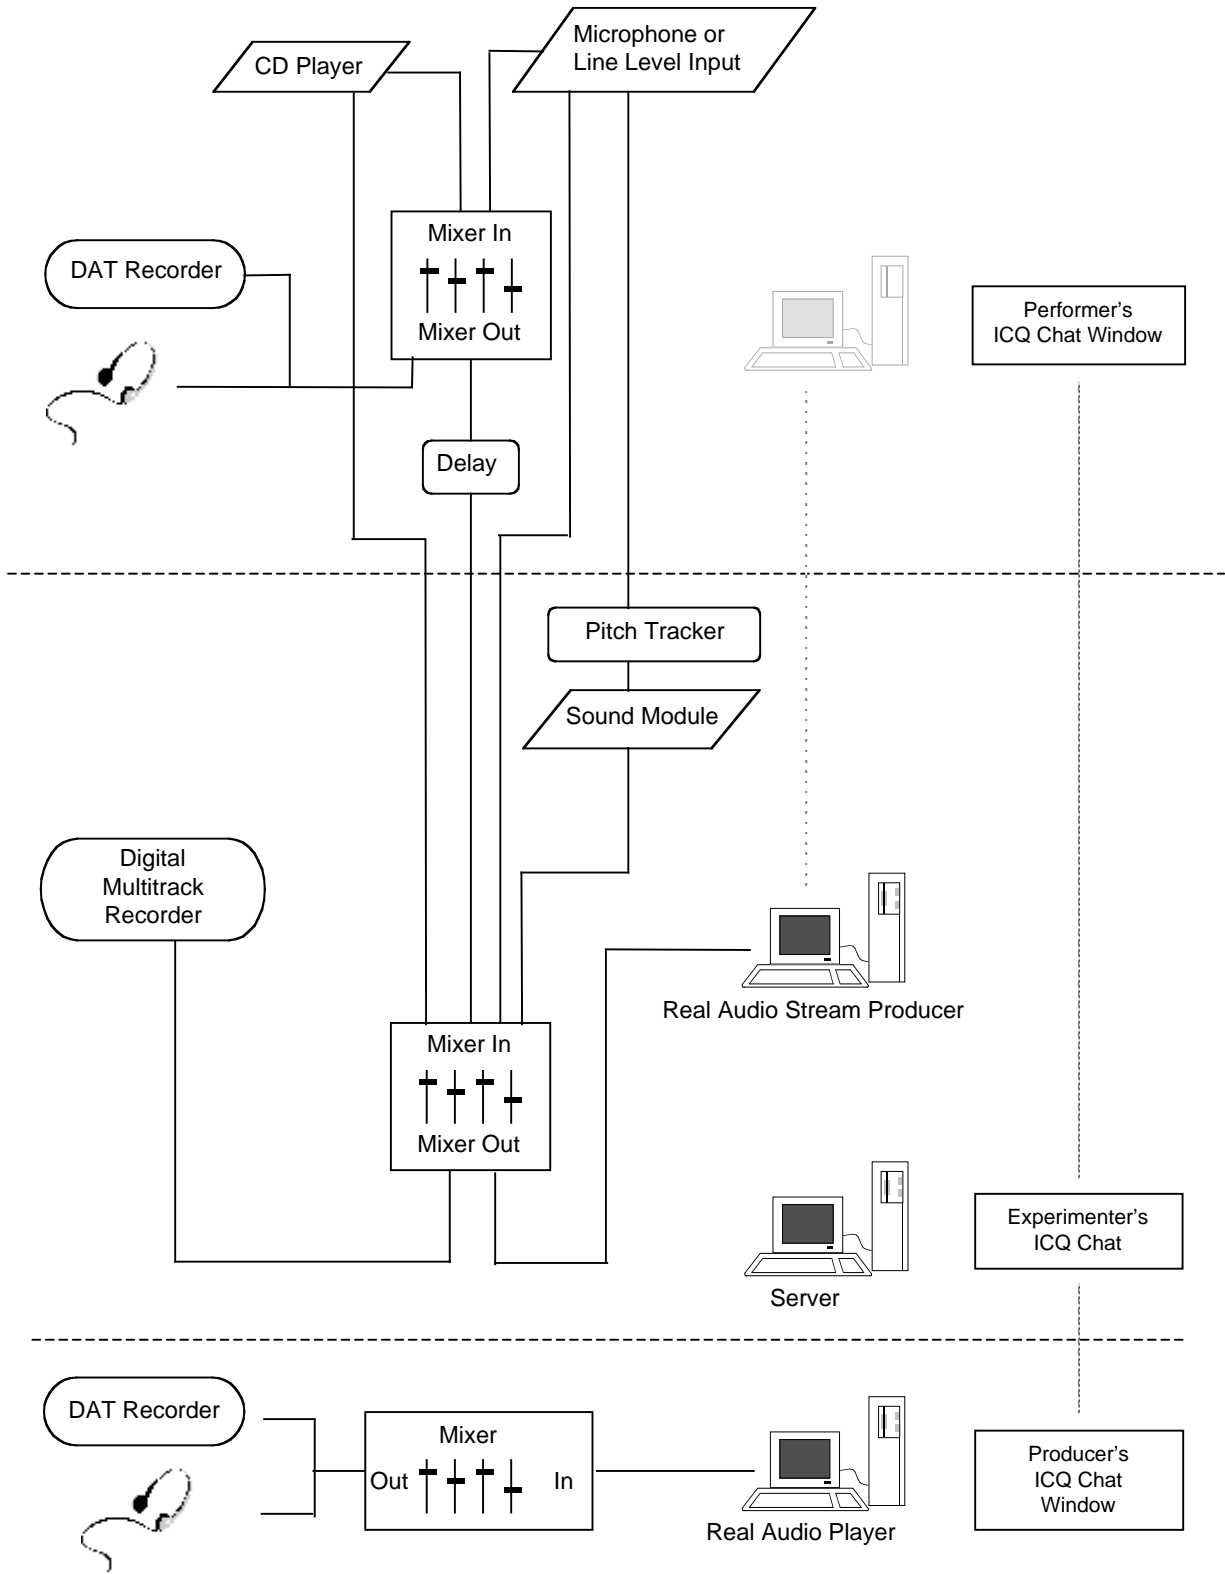 Microphone or
Line Level Input
CD Player
Mixer In
DAT Recorder
Mixer Out
Performer's
ICQ Chat Window
Delay
Pitch Tracker
Sound Module
Digital
Multitrack
Recorder
Real Audio Stream Producer
Mixer In
Mixer Out
Experimenter's
ICQ Chat
Server
DAT Recorder
Mixer
Out
In
Real Audio Player
Producer's
ICQ Chat
Window